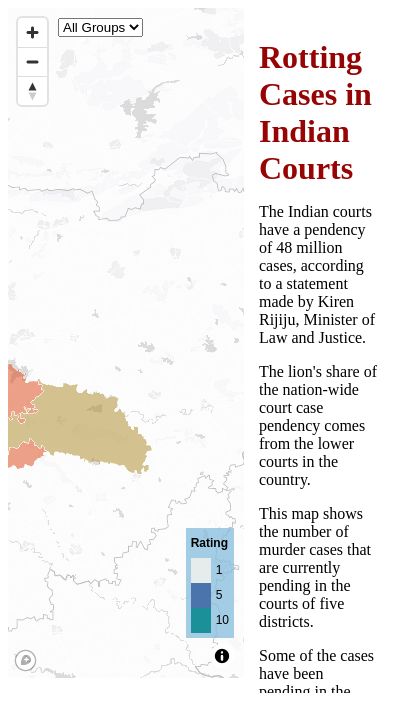 All Groups
Rotting
Cases in
Indian
Courts
The Indian courts
have a pendency
of 48 million
cases, according
to a statement
made by Kiren
Rijiju, Minister of
Law and Justice.
The lion's share of
the nation-wide
court case
pendency comes
from the lower
courts in the
country.
This map shows
the number of
murder cases that
are currently
pending in the
courts of five
districts.
Some of the cases
have been
pending in the
Rating
1
5
10